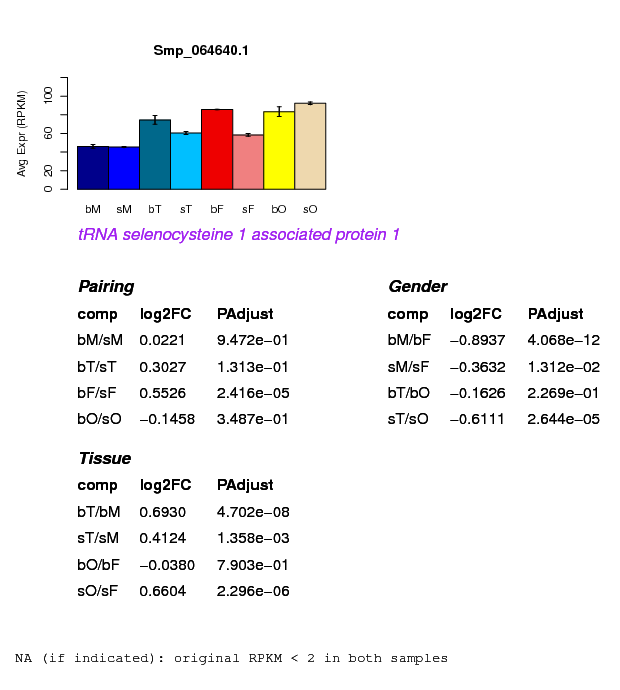 Smp_064640.1
Avg Expr (RPKM)
100
60
20
0
bM sM bT sT bF sF bO sO
tRNA selenocysteine 1 associated protein 1
Pairing
comp log2FC PAdjust
bM/sM 0.0221 9.472e−01
bT/sT 0.3027 1.313e−01
bF/sF 0.5526 2.416e−05
bO/sO −0.1458 3.487e−01
Gender
comp log2FC PAdjust
bM/bF −0.8937 4.068e−12
sM/sF −0.3632 1.312e−02
bT/bO −0.1626 2.269e−01
sT/sO −0.6111 2.644e−05
Tissue
comp log2FC PAdjust
bT/bM 0.6930 4.702e−08
sT/sM 0.4124 1.358e−03
bO/bF −0.0380 7.903e−01
sO/sF 0.6604 2.296e−06
NA (if indicated): original RPKM < 2 in both samples